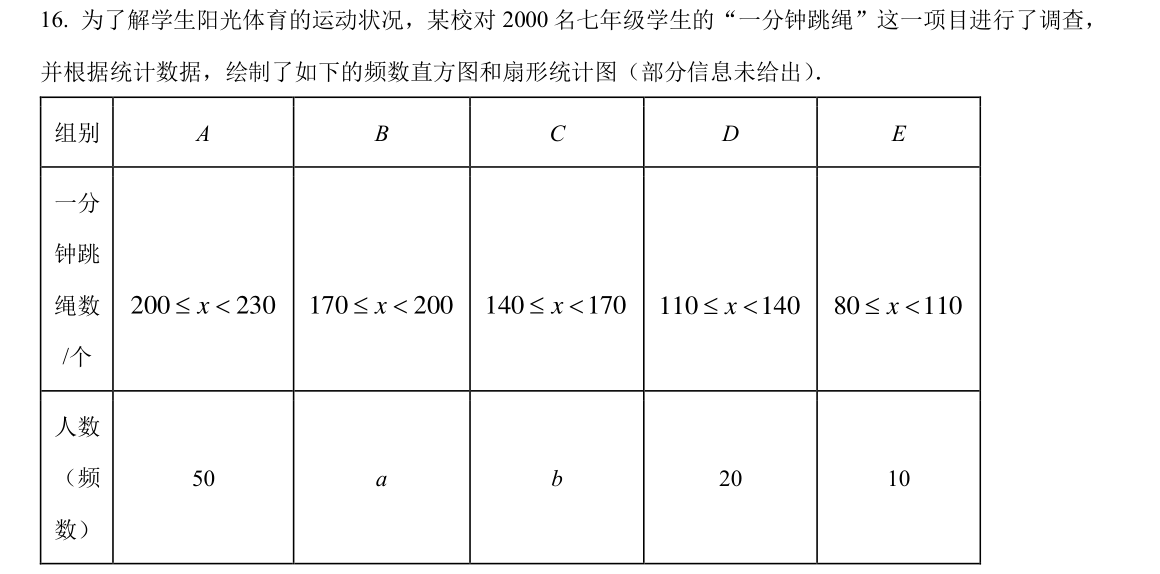 16. 为了解学生阳光体育的运动状况，某校对 2000 名七年级学生的“一分钟跳绳”这一项目进行了调查，
并根据统计数据，绘制了如下的频数直方图和扇形统计图（部分信息未给出）.
组别 A B C D E
一分
钟跳
绳数 200 ≤ x < 230 170 ≤ x < 200 140 ≤ x < 170 110 ≤ x < 140 80 ≤ x < 110
/个
人数
（频 50 a b 20 10
数）